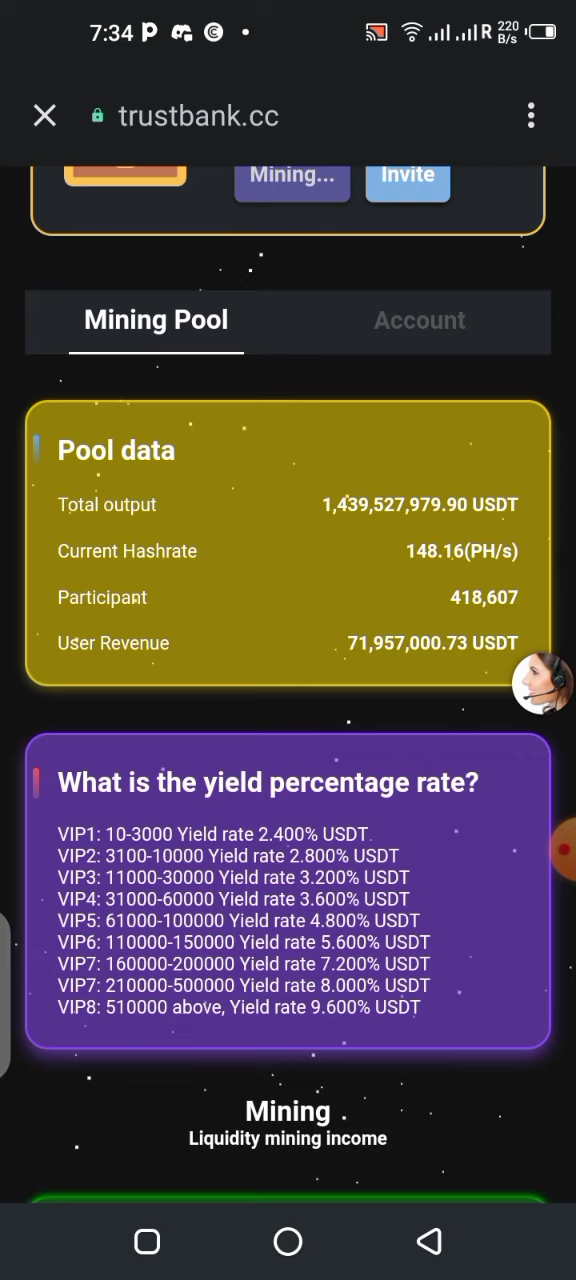 7:34
R 220 B/s
trustbank.cc
Mining... Invite
Mining Pool Account
Pool data
Total output 1,439,527,979.90 USDT
Current Hashrate 148.16(PH/s)
Participant 418,607
User Revenue 71,957,000.73 USDT
What is the yield percentage rate?
VIP1: 10-3000 Yield rate 2.400% USDT
VIP2: 3100-10000 Yield rate 2.800% USDT
VIP3: 11000-30000 Yield rate 3.200% USDT
VIP4: 31000-60000 Yield rate 3.600% USDT
VIP5: 61000-100000 Yield rate 4.800% USDT
VIP6: 110000-150000 Yield rate 5.600% USDT
VIP7: 160000-200000 Yield rate 7.200% USDT
VIP7: 210000-500000 Yield rate 8.000% USDT
VIP8: 510000 above, Yield rate 9.600% USDT
Mining
Liquidity mining income